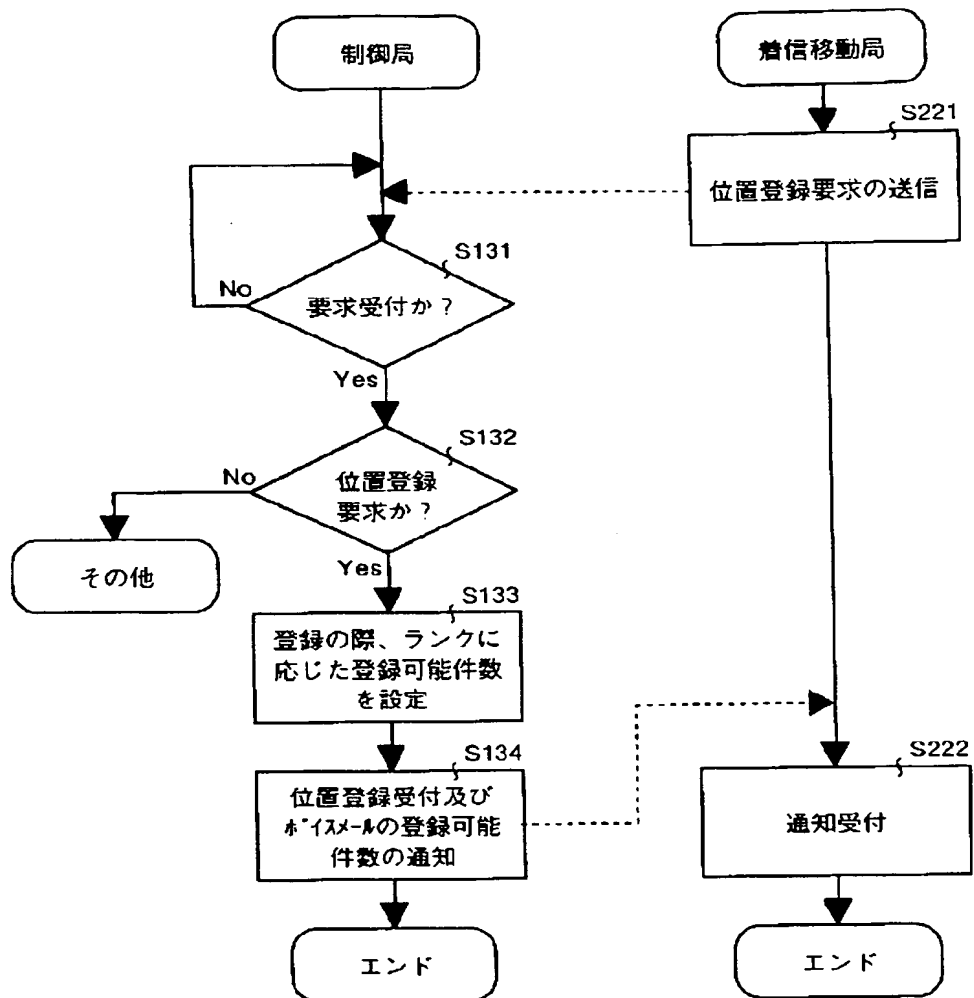 制御局
着信移動局
S221
位置登録要求の送信
S131
No
要求受付か?
Yes
S132
No
位置登録
要求か?
その他
Yes
S133
登録の際、ランクに
応じた登録可能件数
を設定
S134
位置登録受付及び
ﾎﾞｲｽﾒｰﾙの登録可能
件数の通知
S222
通知受付
エンド
エンド